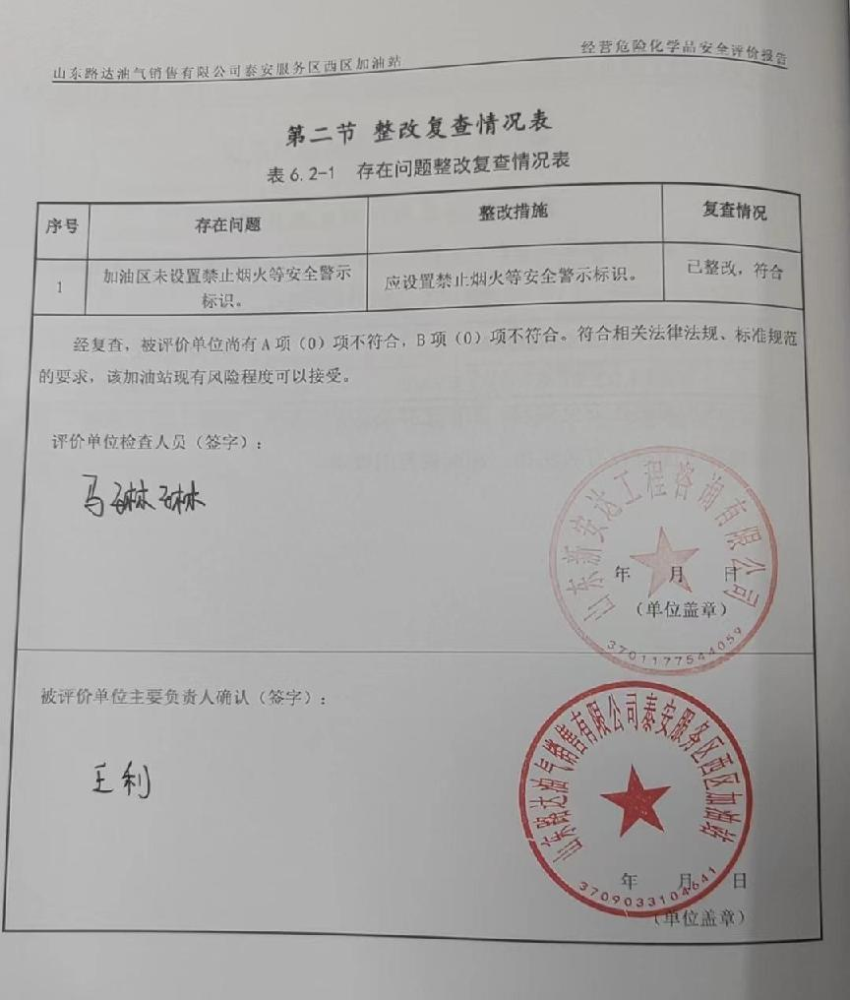 山东路达油气销售有限公司泰安服务区西区加油站
经营危险化学品安全评价报告
第二节 整改复查情况表
表 6.2-1 存在问题整改复查情况表
序号
存在问题
整改措施
复查情况
1
加油区未设置禁止烟火等安全警示
标识。
应设置禁止烟火等安全警示标识。
已整改，符合
经复查，被评价单位尚有 A 项（0）项不符合，B 项（0）项不符合。符合相关法律法规、标准规范
的要求，该加油站现有风险程度可以接受。
评价单位检查人员（签字）：
马琳琳
山东新安达工程咨询有限公司
年 月 日
（单位盖章）
3701177544059
被评价单位主要负责人确认（签字）：
王利
山东路达油气销售有限公司泰安服务区西区加油站
年 月 日
3709033104641
（单位盖章）